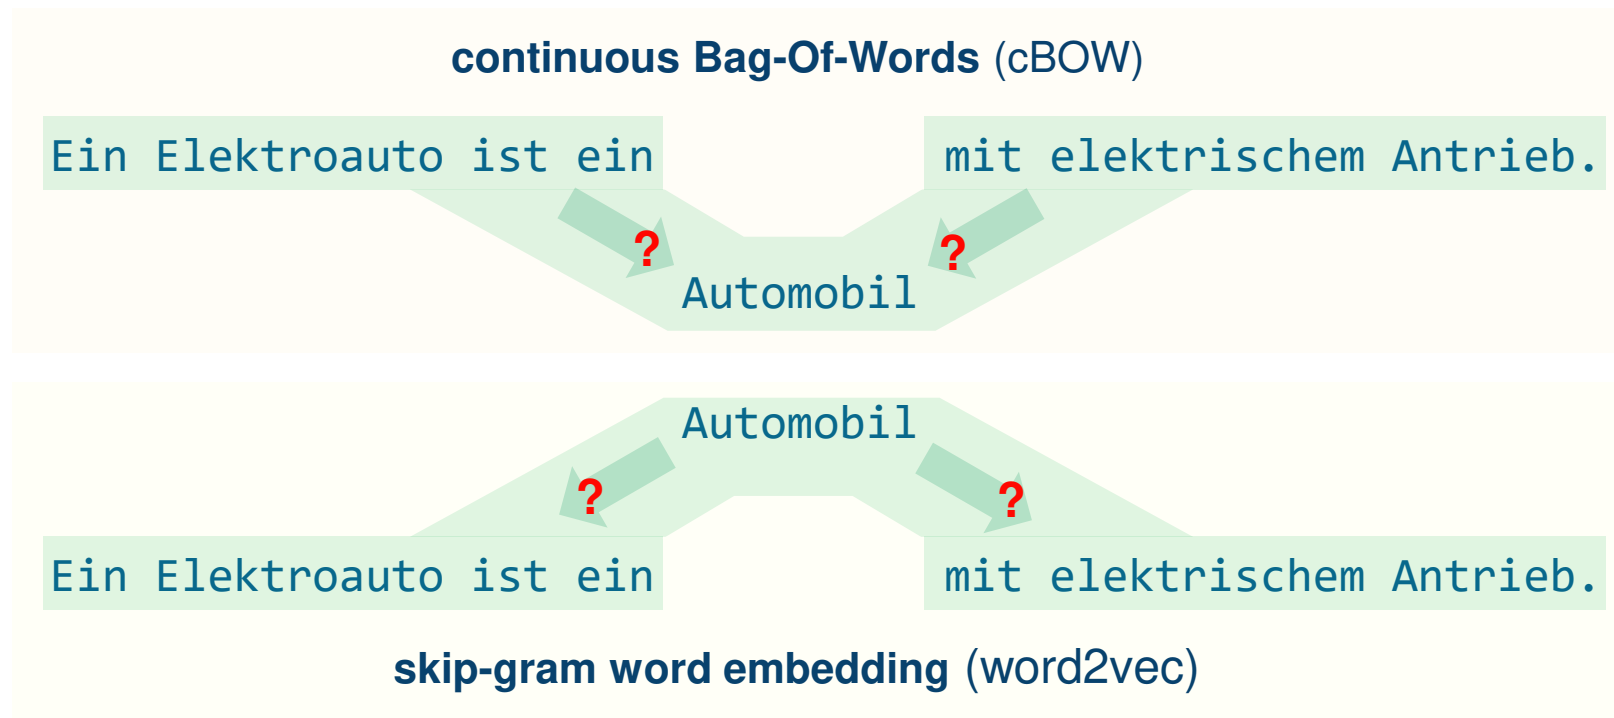 continuous Bag-Of-Words (cBOW)
Ein Elektroauto ist ein mit elektrischem Antrieb.
? ?
Automobil
Automobil
? ?
Ein Elektroauto ist ein mit elektrischem Antrieb.
skip-gram word embedding (word2vec)